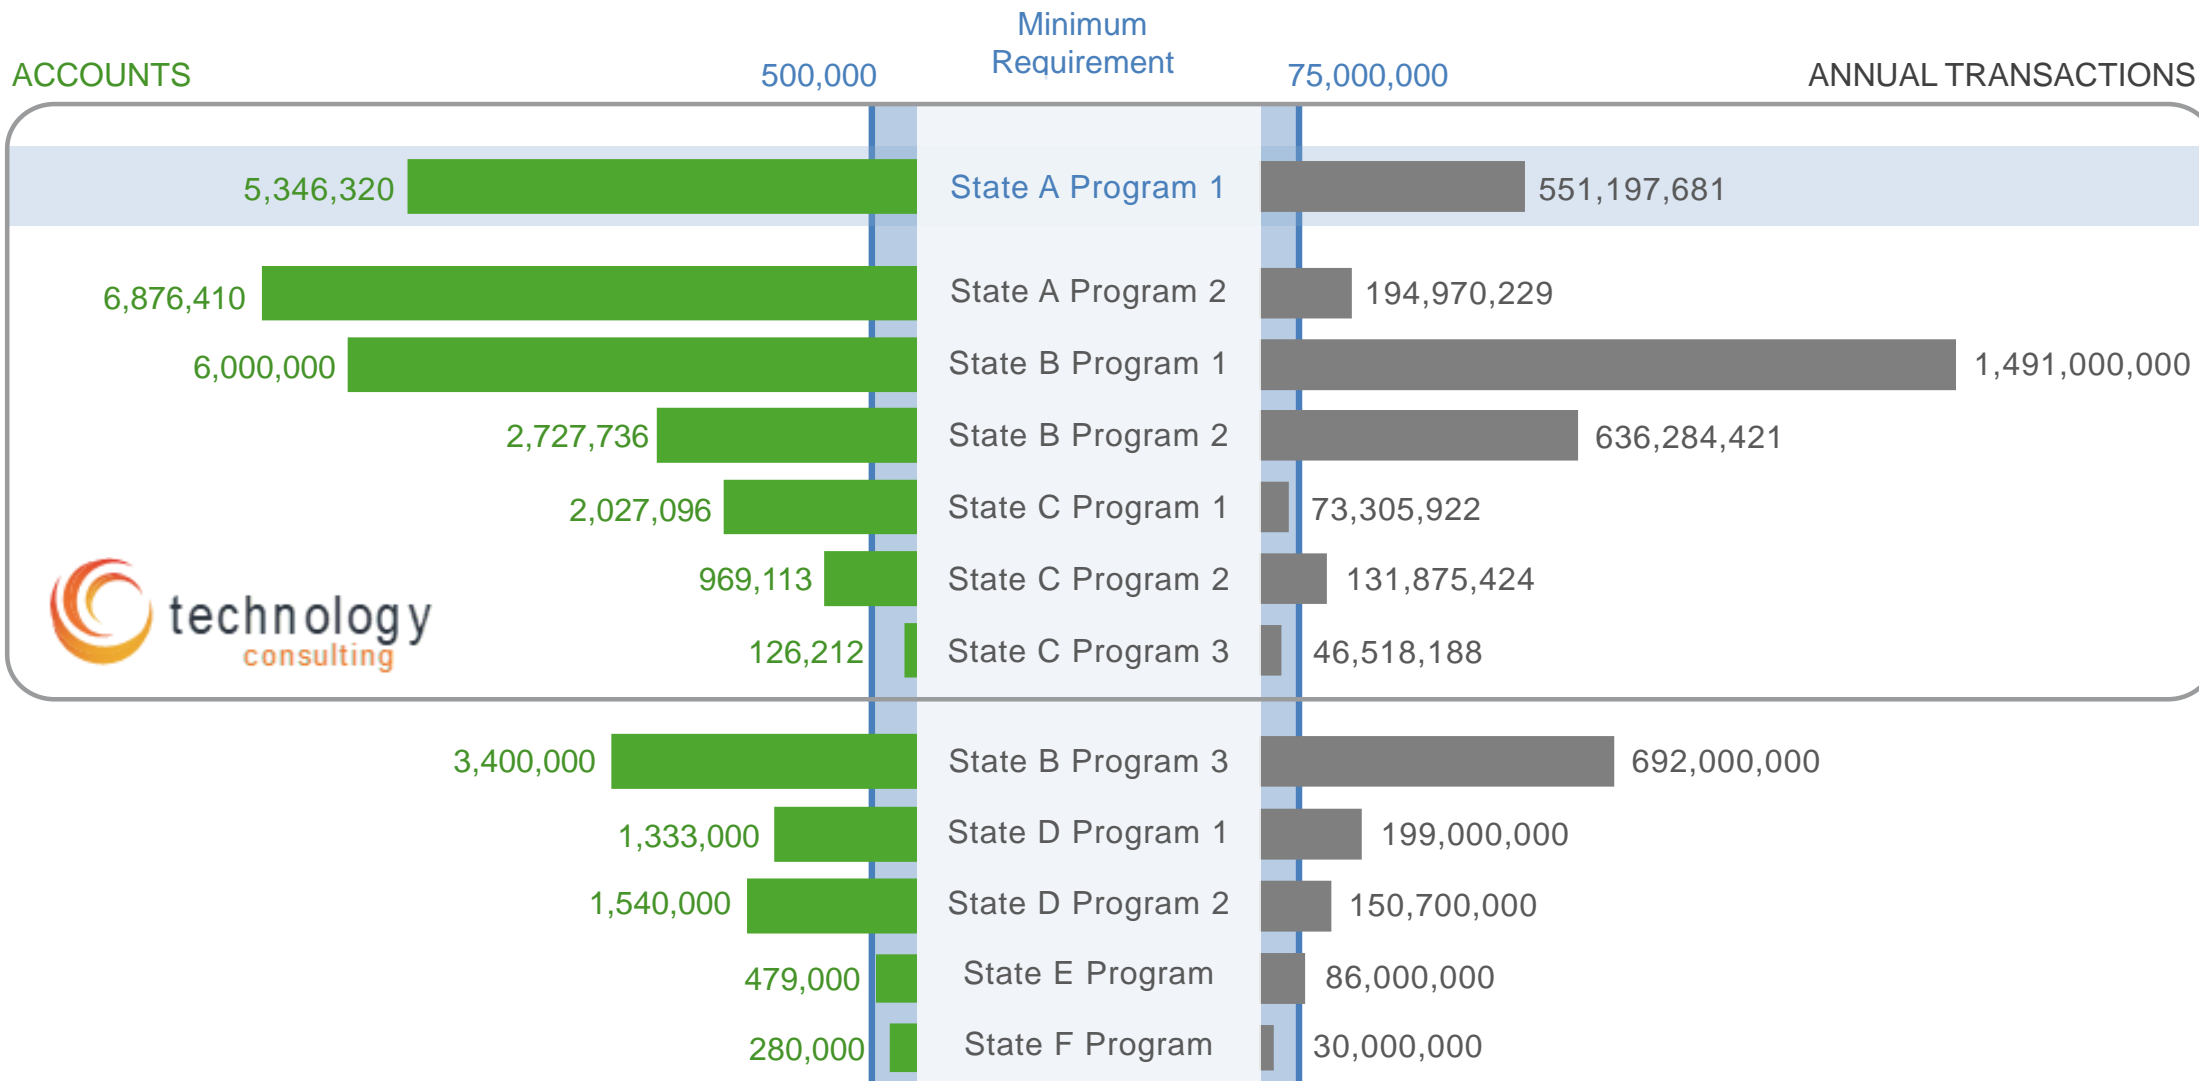 Minimum
Requirement
ACCOUNTS 500,000 75,000,000 ANNUAL TRANSACTIONS
5,346,320 State A Program 1 551,197,681
6,876,410 State A Program 2 194,970,229
6,000,000 State B Program 1 1,491,000,000
2,727,736 State B Program 2 636,284,421
2,027,096 State C Program 1 73,305,922
969,113 State C Program 2 131,875,424
technology
consulting
126,212 State C Program 3 46,518,188
3,400,000 State B Program 3 692,000,000
1,333,000 State D Program 1 199,000,000
1,540,000 State D Program 2 150,700,000
479,000 State E Program 86,000,000
280,000 State F Program 30,000,000